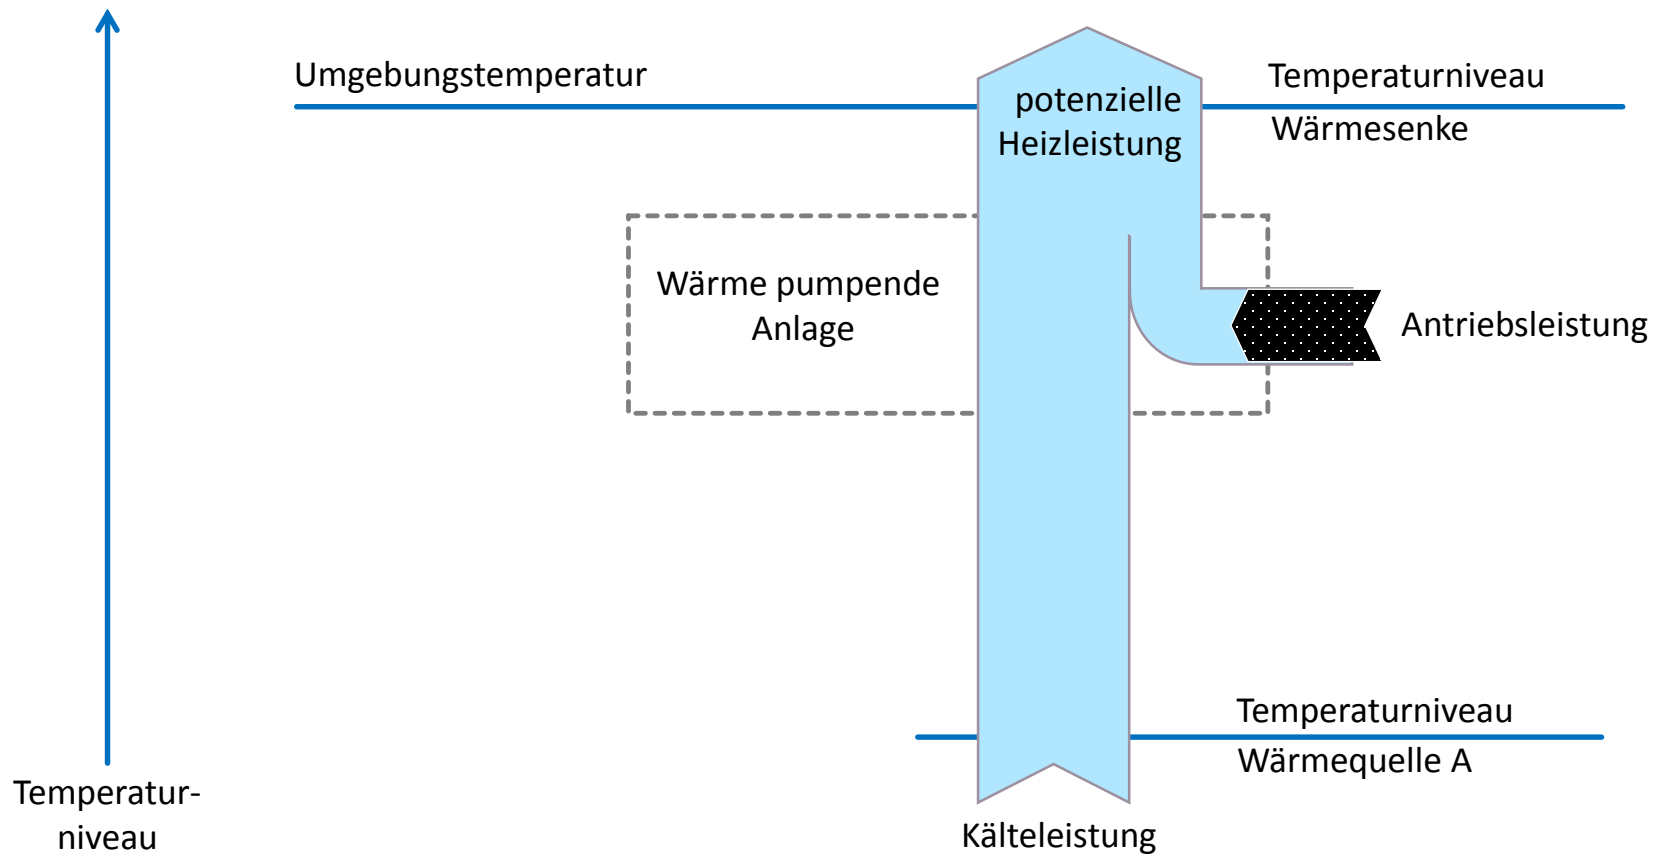 Umgebungstemperatur
potenzielle
Heizleistung
Temperaturniveau
Wärmesenke
Wärme pumpende
Anlage
Antriebsleistung
Temperaturniveau
Wärmequelle A
Temperatur-
niveau
Kälteleistung